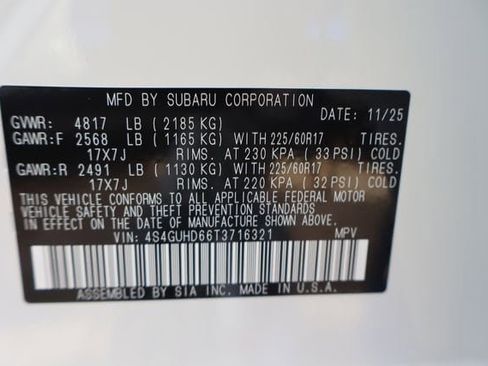 MFD BY SUBARU CORPORATION
DATE: 11/25
GVWR: 4817 LB ( 2185 KG)
GAWR:F 2568 LB ( 1165 KG) WITH 225/60R17 TIRES.
17X7J RIMS. AT 230 KPA ( 33 PSI) COLD
GAWR:R 2491 LB ( 1130 KG) WITH 225/60R17 TIRES.
17X7J RIMS. AT 220 KPA ( 32 PSI) COLD
THIS VEHICLE CONFORMS TO ALL APPLICABLE FEDERAL MOTOR
VEHICLE SAFETY AND THEFT PREVENTION STANDARDS
IN EFFECT ON THE DATE OF MANUFACTURE SHOWN ABOVE.
VIN: 4S4GUHD66T3716321 MPV
ASSEMBLED BY SIA INC. MADE IN U.S.A.